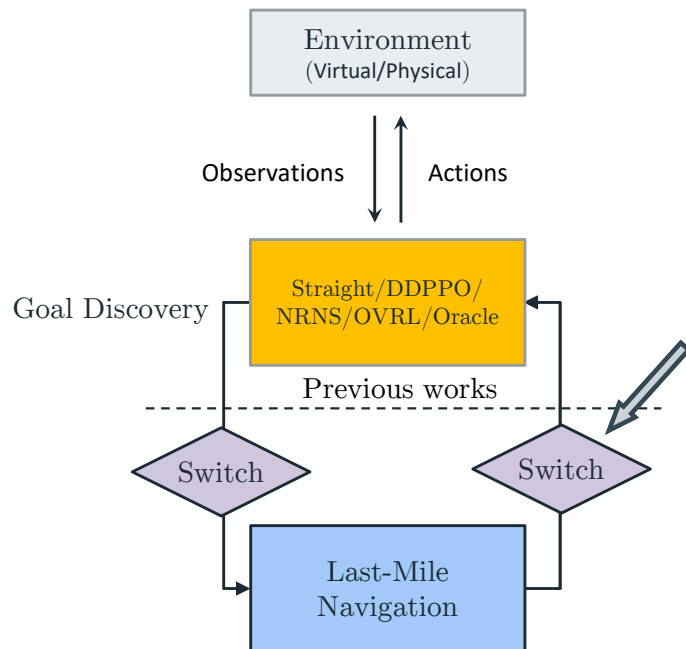 Environment
(Virtual/Physical)
Observations
Actions
Goal Discovery
Straight/DDPPO/
NRNS/OVRL/Oracle
Previous works
Switch
Switch
Last-Mile
Navigation